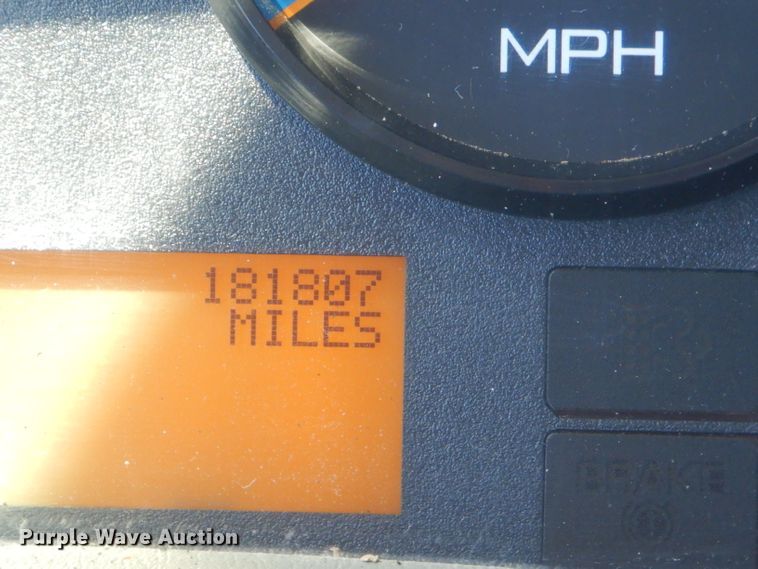 MPH
181807
MILES
BRAKE
Purple Wave Auction